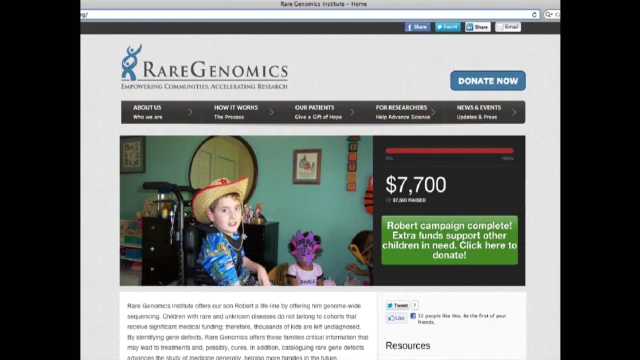 Rare Genomics Institute – Home
Share
Tweet
Share
Email
RAREGENOMICS
EMPOWERING COMMUNITIES, ACCELERATING RESEARCH
DONATE NOW
ABOUT US
Who we are
HOW IT WORKS
The Process
OUR PATIENTS
Give a Gift of Hope
FOR RESEARCHERS
Help Advance Science
NEWS & EVENTS
Updates & Press
0%
100%
$7,700
OF $7,500 RAISED
Robert campaign complete!
Extra funds support other
children in need. Click here to
donate!
Rare Genomics Institute offers our son Robert a life-line by offering him genome-wide
sequencing. Children with rare and unknown diseases do not belong to cohorts that
receive significant medical funding; therefore, thousands of kids are left undiagnosed.
By identifying gene defects, Rare Genomics offers these families critical information that
may lead to treatments and, possibly, cures. In addition, cataloguing rare gene defects
advances the study of medicine generally, helping more families in the future.
Tweet
7
Like
32 people like this. Be the first of your
friends.
Resources